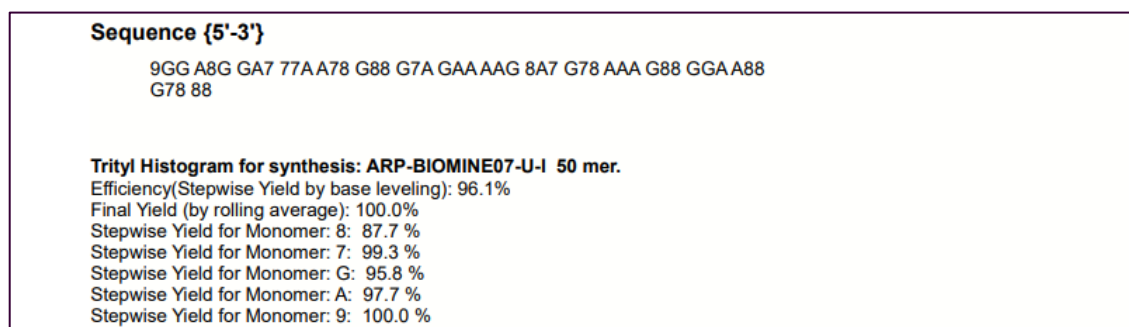 Sequence {5'-3'}
9GG A8G GA7 77A A78 G88 G7A GAA AAG 8A7 G78 AAA G88 GGA A88
G78 88
Trityl Histogram for synthesis: ARP-BIOMINE07-U-I 50 mer.
Efficiency(Stepwise Yield by base leveling): 96.1%
Final Yield (by rolling average): 100.0%
Stepwise Yield for Monomer: 8: 87.7 %
Stepwise Yield for Monomer: 7: 99.3 %
Stepwise Yield for Monomer: G: 95.8 %
Stepwise Yield for Monomer: A: 97.7 %
Stepwise Yield for Monomer: 9: 100.0 %